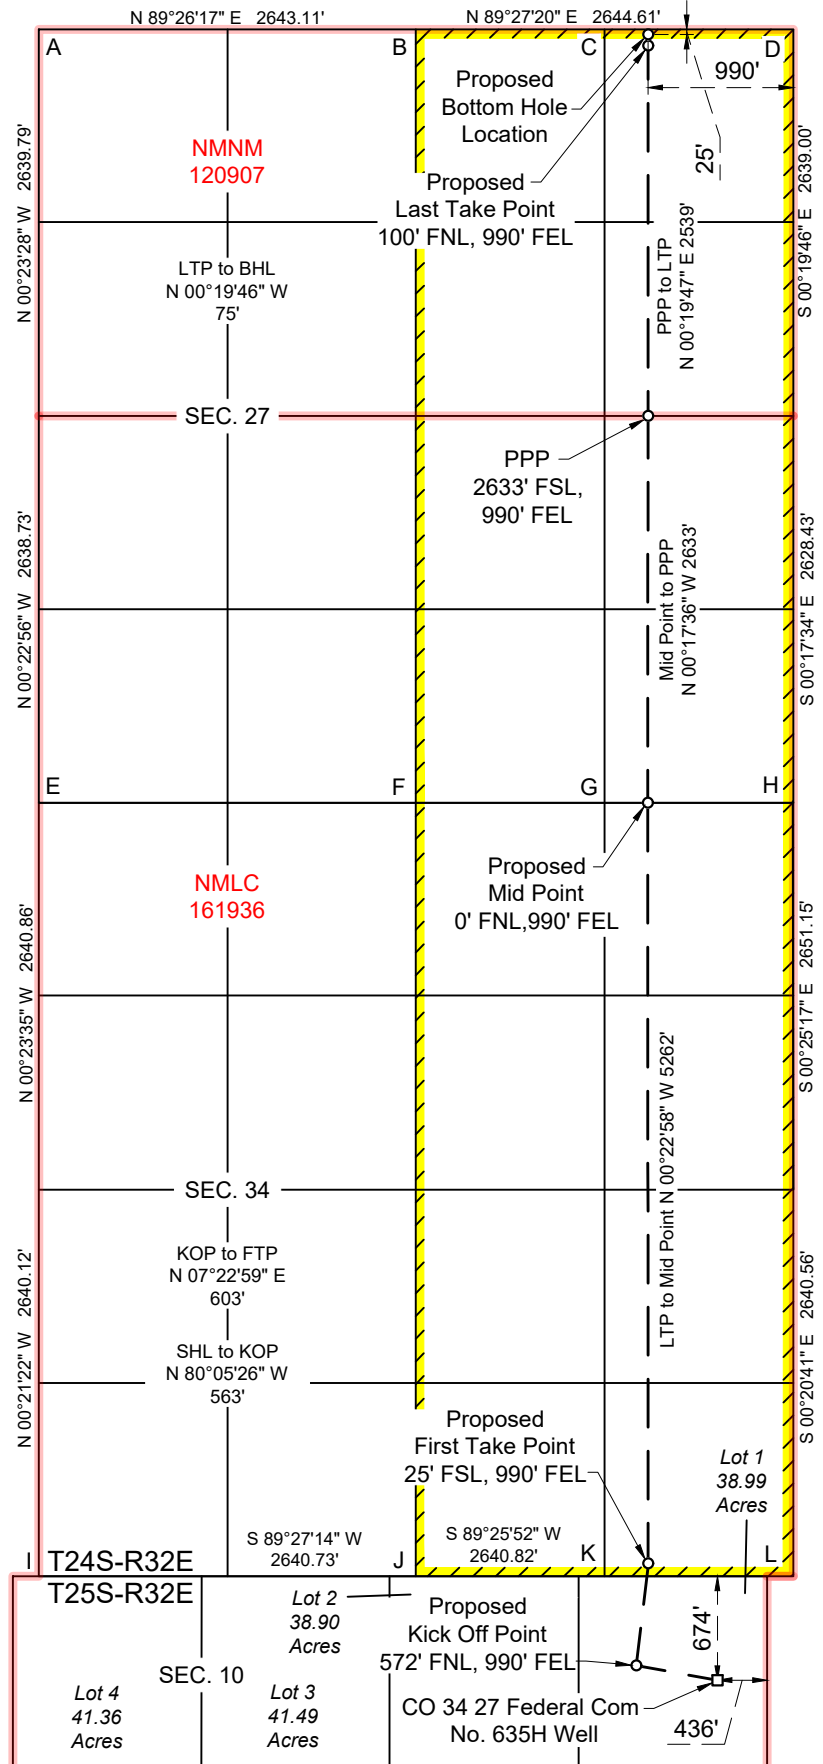 N 89°26'17" E 2643.11'
N 89°27'20" E 2644.61'
A
B
C
D
Proposed
Bottom Hole
Location
990'
25'
NMNM
120907
N 00°23'28" W 2639.79'
S 00°19'46" E 2639.00'
Proposed
Last Take Point
100' FNL, 990' FEL
LTP to BHL
N 00°19'46" W
75'
PPP to LTP
N 00°19'47" E 2539'
SEC. 27
PPP
2633' FSL,
990' FEL
N 00°22'56" W 2638.73'
Mid Point to PPP
N 00°17'36" W 2633'
S 00°17'34" E 2628.43'
E
F
G
H
Proposed
Mid Point
0' FNL,990' FEL
NMLC
161936
N 00°23'35" W 2640.86'
S 00°25'17" E 2651.15'
LTP to Mid Point N 00°22'58" W 5262'
SEC. 34
KOP to FTP
N 07°22'59" E
603'
SHL to KOP
N 80°05'26" W
563'
N 00°21'22" W 2640.12'
S 00°20'41" E 2640.56'
Proposed
First Take Point
25' FSL, 990' FEL
Lot 1
38.99
Acres
S 89°27'14" W
2640.73'
S 89°25'52" W
2640.82'
I
J
K
L
T24S-R32E
T25S-R32E
Lot 2
38.90
Acres
Proposed
Kick Off Point
572' FNL, 990' FEL
674'
SEC. 10
Lot 4
41.36
Acres
Lot 3
41.49
Acres
CO 34 27 Federal Com
No. 635H Well
436'